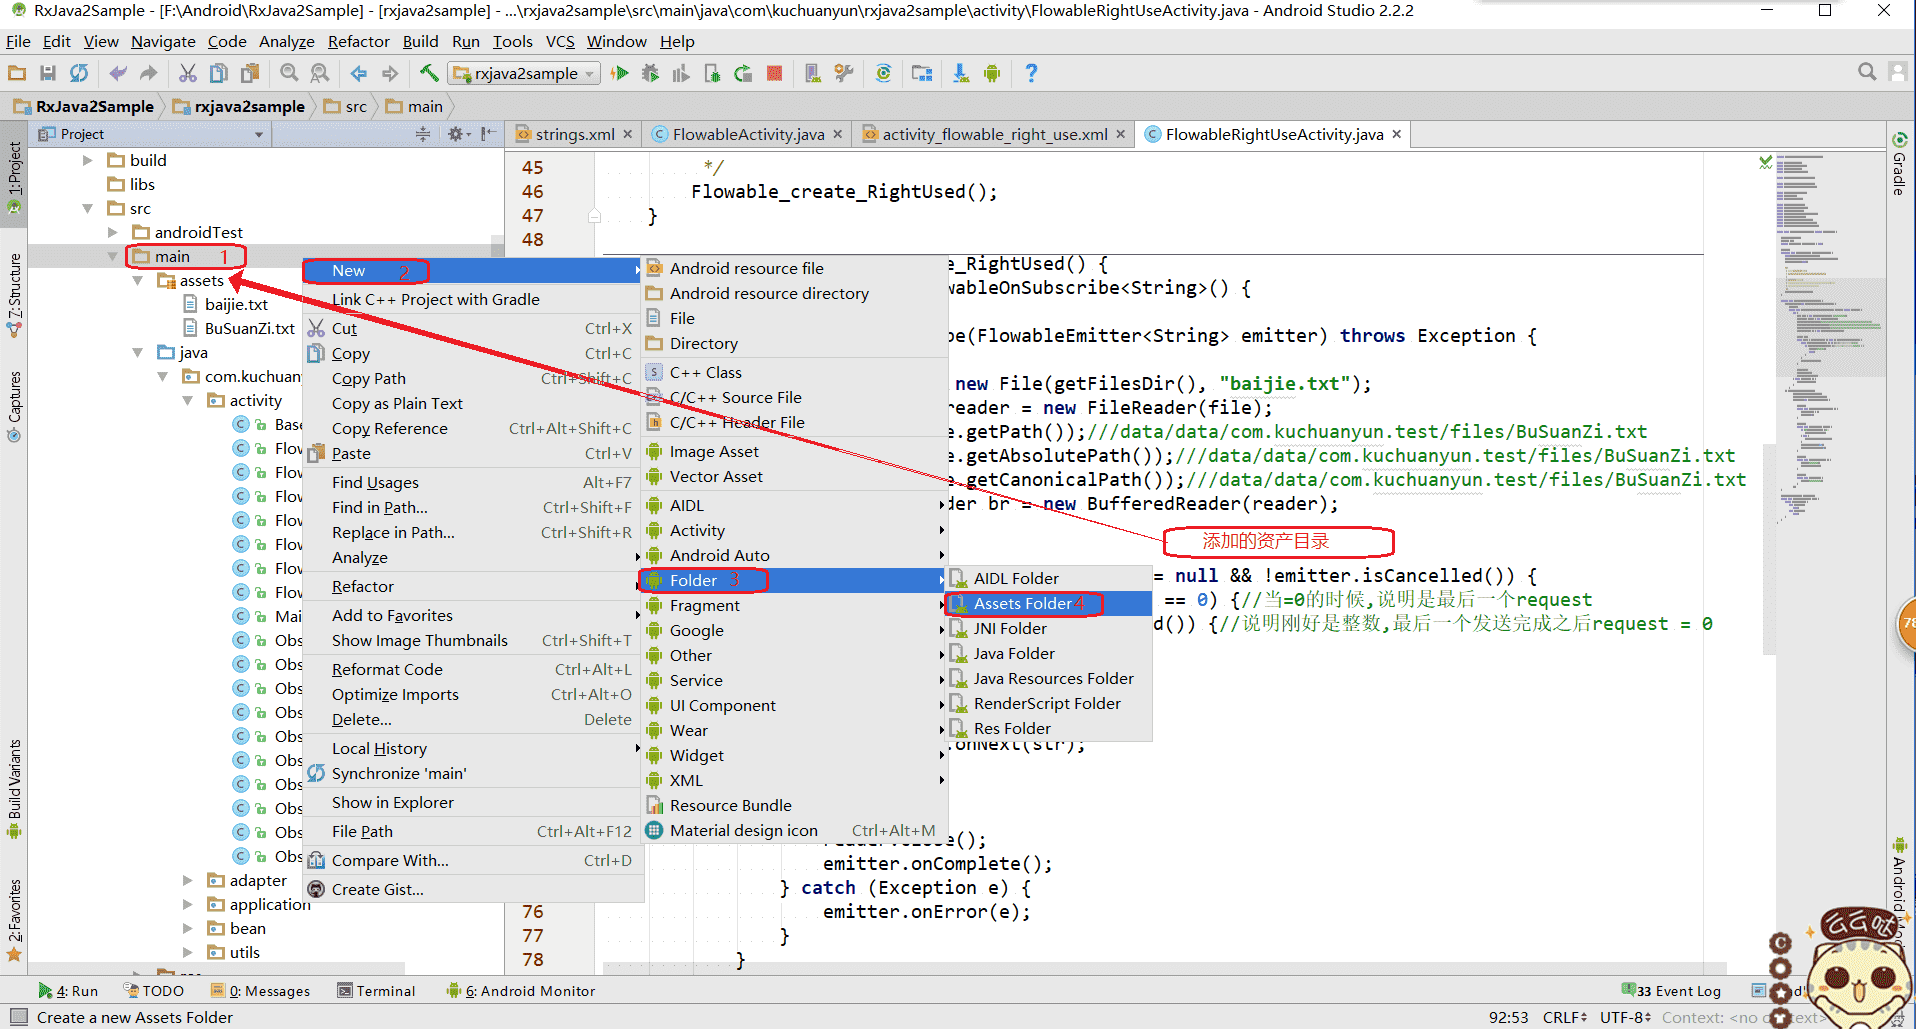 RxJava2Sample - [F:\Android\RxJava2Sample] - [rxjava2sample] - ...\rxjava2sample\src\main\java\com\kuchuanyun\rxjava2sample\activity\FlowableRightUseActivity.java - Android Studio 2.2.2
File Edit View Navigate Code Analyze Refactor Build Run Tools VCS Window Help
rxjava2sample
RxJava2Sample rxjava2sample src main
Project
strings.xml FlowableActivity.java activity_flowable_right_use.xml FlowableRightUseActivity.java
1: Project
7: Structure
Captures
Build Variants
2: Favorites
build
libs
src
androidTest
main 1
assets
baijie.txt
BuSuanZi.txt
java
com.kuchuany
activity
Base
Flow
Flow
Flow
Flow
Flow
Flow
Flow
Mai
Obs
Obs
Obs
Obs
Obs
Obs
Obs
Obs
Obs
Obs
adapter
application
bean
utils
New 2
Link C++ Project with Gradle
Cut Ctrl+X
Copy Ctrl+C
Copy Path Ctrl+Shift+C
Copy as Plain Text
Copy Reference Ctrl+Alt+Shift+C
Paste Ctrl+V
Find Usages Alt+F7
Find in Path... Ctrl+Shift+F
Replace in Path... Ctrl+Shift+R
Analyze
Refactor
Add to Favorites
Show Image Thumbnails Ctrl+Shift+T
Reformat Code Ctrl+Alt+L
Optimize Imports Ctrl+Alt+O
Delete... Delete
Local History
Synchronize 'main'
Show in Explorer
File Path Ctrl+Alt+F12
Compare With... Ctrl+D
Create Gist...
Android resource file
Android resource directory
File
Directory
C++ Class
C/C++ Source File
C/C++ Header File
Image Asset
Vector Asset
AIDL
Activity
Android Auto
Folder 3
Fragment
Google
Other
Service
UI Component
Wear
Widget
XML
Resource Bundle
Material design icon Ctrl+Alt+M
AIDL Folder
Assets Folder 4
JNI Folder
Java Folder
Java Resources Folder
RenderScript Folder
Res Folder
45 */
46 Flowable_create_RightUsed();
47 }
48
e_RightUsed() {
wableOnSubscribe<String>() {
be(FlowableEmitter<String> emitter) throws Exception {
new File(getFilesDir(), "baijie.txt");
reader = new FileReader(file);
e.getPath());///data/data/com.kuchuanyun.test/files/BuSuanZi.txt
e.getAbsolutePath());///data/data/com.kuchuanyun.test/files/BuSuanZi.txt
e.getCanonicalPath());///data/data/com.kuchuanyun.test/files/BuSuanZi.txt
der br = new BufferedReader(reader);
添加的资产目录
= null && !emitter.isCancelled()) {
== 0) {//当=0的时候,说明是最后一个request
d()) {//说明刚好是整数,最后一个发送完成之后request = 0
.onNext(str);
reader.close();
emitter.onComplete();
} catch (Exception e) {
76 emitter.onError(e);
77 }
78 }
Gradle
78
么么哒
4: Run TODO 0: Messages Terminal 6: Android Monitor
33 Event Log
Create a new Assets Folder
92:53 CRLF UTF-8 Context: <no